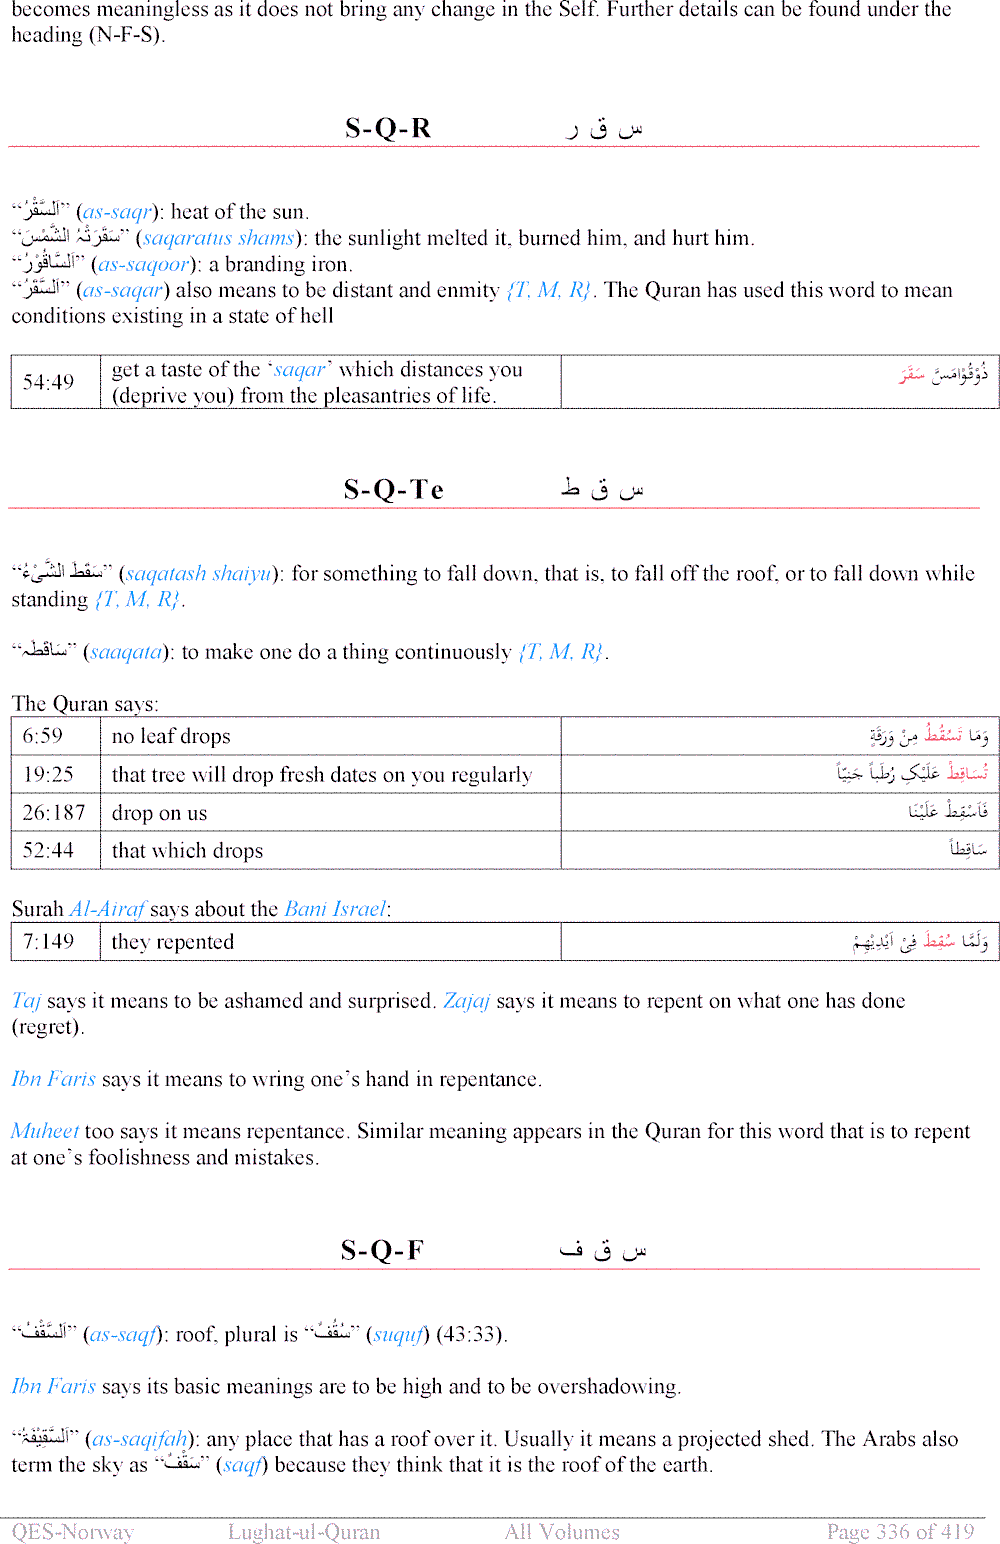 becomes meaningless as it does not bring any change in the Self. Further details can be found under the
heading (N-F-S).
S-Q-R س ق ر
“اَلسَّقْرُ” (as-saqr): heat of the sun.
“سَقَرَتْہُ الشَّمْسَ” (saqaratus shams): the sunlight melted it, burned him, and hurt him.
“اَلسَّاقُوْرُ” (as-saqoor): a branding iron.
“اَلسَّقَرُ” (as-saqar) also means to be distant and enmity {T, M, R}. The Quran has used this word to mean
conditions existing in a state of hell
54:49 get a taste of the ‘saqar’ which distances you ذُوْقُوْامَسَّ سَقَرَ
(deprive you) from the pleasantries of life.
S-Q-Te س ق ط
“سَقَطَ الشَّیْءُ” (saqatash shaiyu): for something to fall down, that is, to fall off the roof, or to fall down while
standing {T, M, R}.
“سَاقَطَہ” (saaqata): to make one do a thing continuously {T, M, R}.
The Quran says:
6:59 no leaf drops وَمَا تَسْقُطُ مِنْ وَرَقَةٍ
19:25 that tree will drop fresh dates on you regularly تُسَاقِطْ عَلَیْکِ رُطَباً جَنِیّاً
26:187 drop on us فَاَسْقِطْ عَلَیْنَا
52:44 that which drops سَاقِطاً
Surah Al-Airaf says about the Bani Israel:
7:149 they repented وَلَمَّا سُقِطَ فِیْ اَیْدِیْھِمْ
Taj says it means to be ashamed and surprised. Zajaj says it means to repent on what one has done
(regret).
Ibn Faris says it means to wring one’s hand in repentance.
Muheet too says it means repentance. Similar meaning appears in the Quran for this word that is to repent
at one’s foolishness and mistakes.
S-Q-F س ق ف
“اَلسَّقْفُ” (as-saqf): roof, plural is “سُقُفٌ” (suquf) (43:33).
Ibn Faris says its basic meanings are to be high and to be overshadowing.
“اَلسَّقِیْفَۃُ” (as-saqifah): any place that has a roof over it. Usually it means a projected shed. The Arabs also
term the sky as “سَقْفٌ” (saqf) because they think that it is the roof of the earth.
QES-Norway Lughat-ul-Quran All Volumes Page 336 of 419